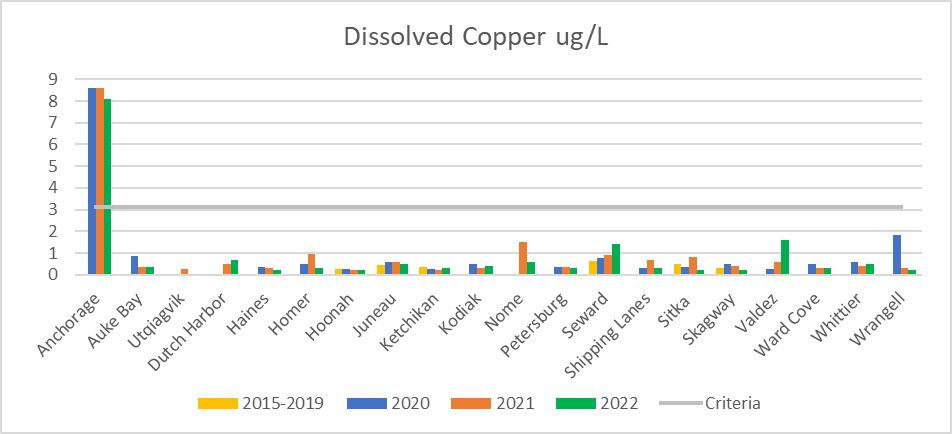 Dissolved Copper ug/L
9
8
7
6
5
4
3
2
1
0
Anchorage
Auke Bay
Utqiagvik
Dutch Harbor
Haines
Homer
Hoonah
Juneau
Ketchikan
Kodiak
Nome
Petersburg
Seward
Shipping Lanes
Sitka
Skagway
Valdez
Ward Cove
Whittier
Wrangell
2015-2019 2020 2021 2022 Criteria